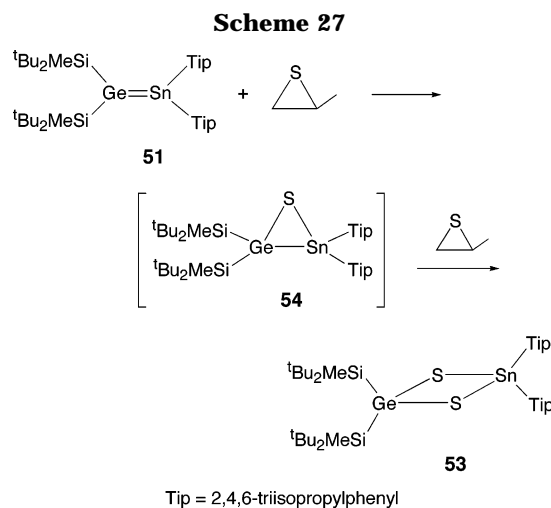 Scheme 27
ᵗBu₂MeSi Tip
Ge=Sn + S
ᵗBu₂MeSi Tip
51
S
ᵗBu₂MeSi Ge Sn Tip S
ᵗBu₂MeSi Tip
54
ᵗBu₂MeSi S Sn Tip
Ge S Tip
ᵗBu₂MeSi
53
Tip = 2,4,6-triisopropylphenyl